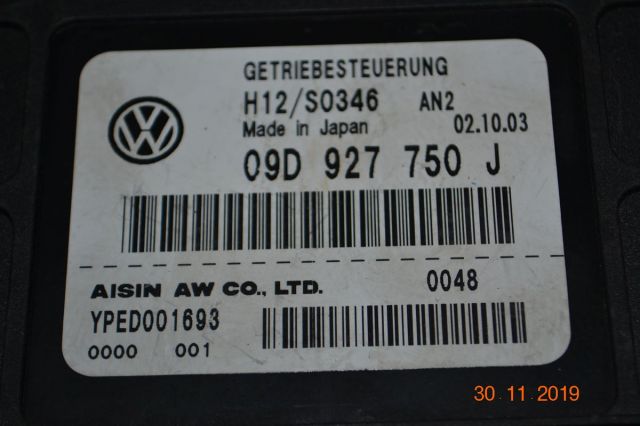 GETRIEBESTEUERUNG
H12/S0346 AN2
Made in Japan 02.10.03
09D 927 750 J
AISIN AW CO., LTD. 0048
YPED001693
0000 001
30 11 2019